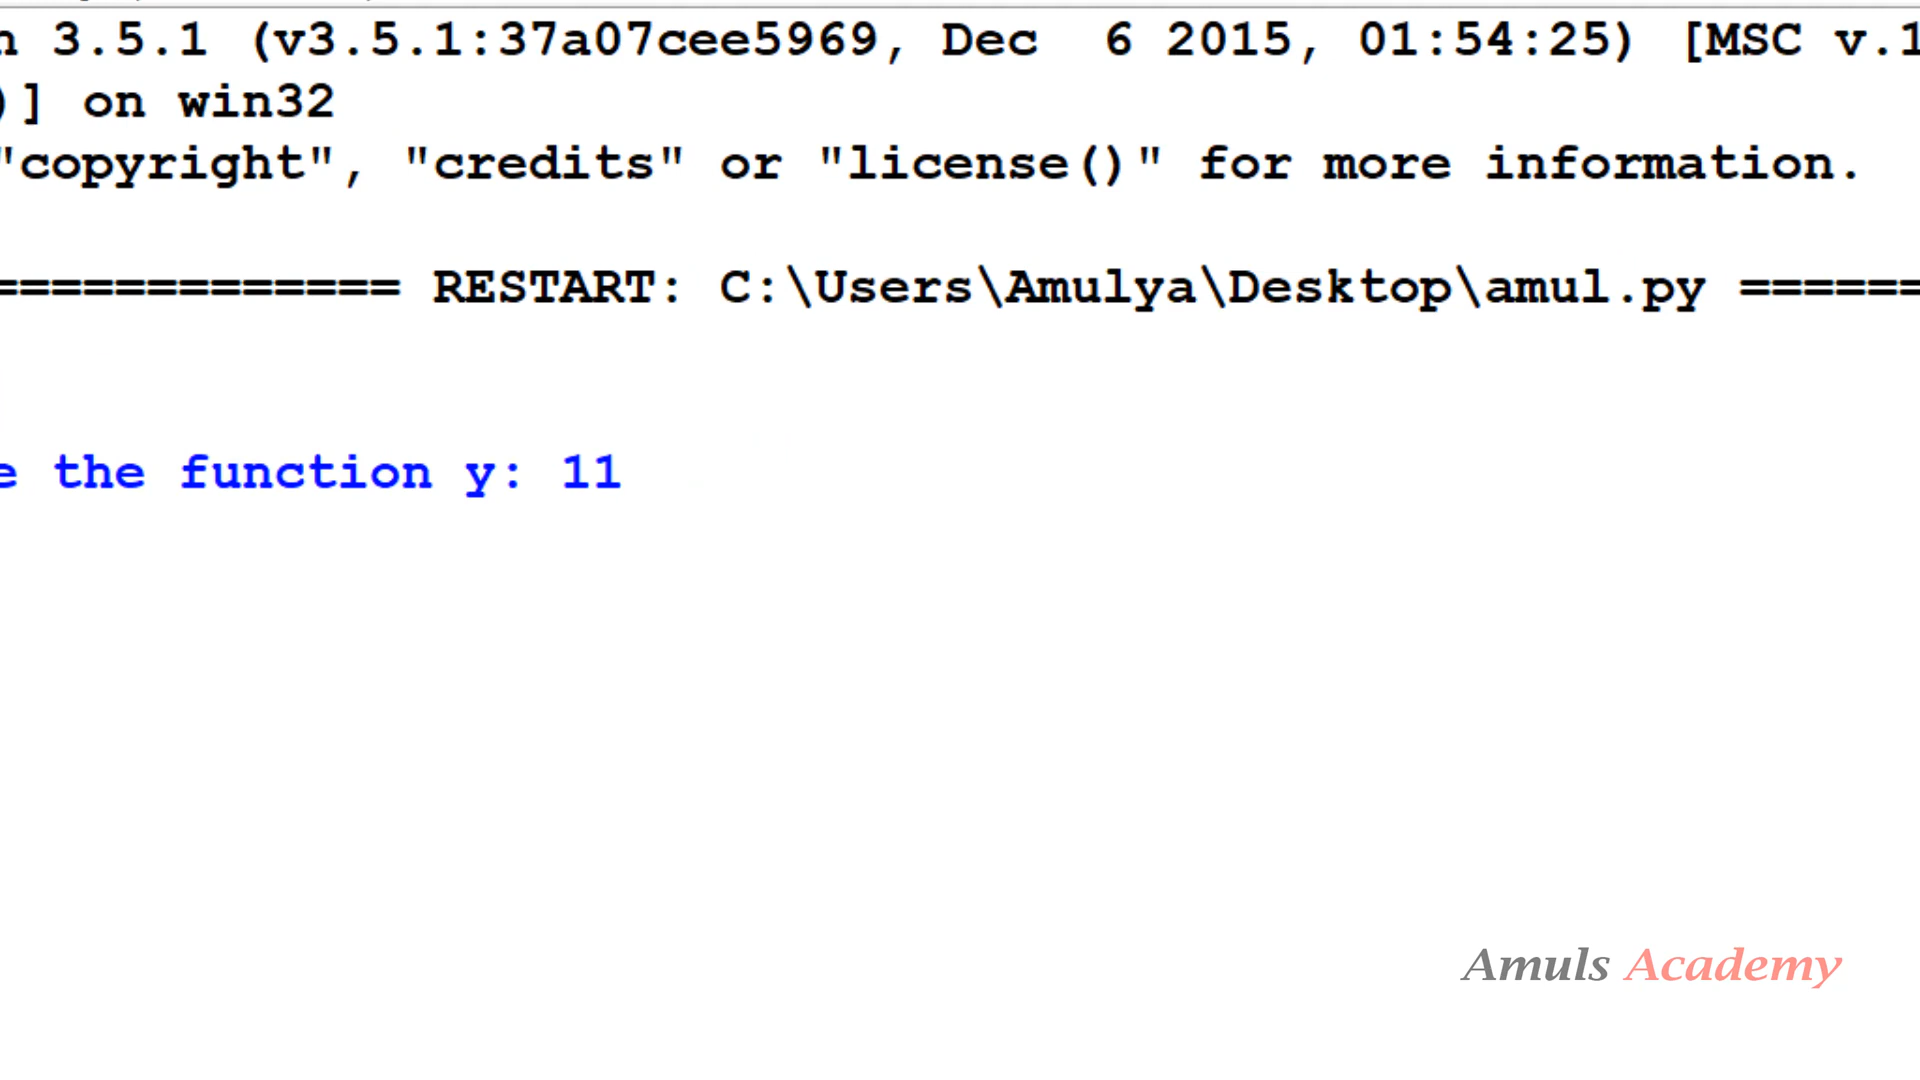 n 3.5.1 (v3.5.1:37a07cee5969, Dec  6 2015, 01:54:25) [MSC v.1
)] on win32
"copyright", "credits" or "license()" for more information.
============= RESTART: C:\Users\Amulya\Desktop\amul.py ======
e the function y: 11
Amuls Academy